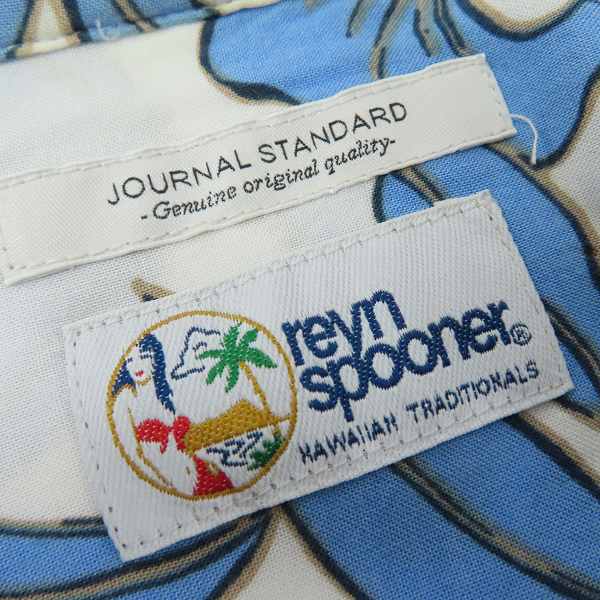 JOURNAL STANDARD
-Genuine original quality-
reyn
spooner®
HAWAIIAN TRADITIONALS